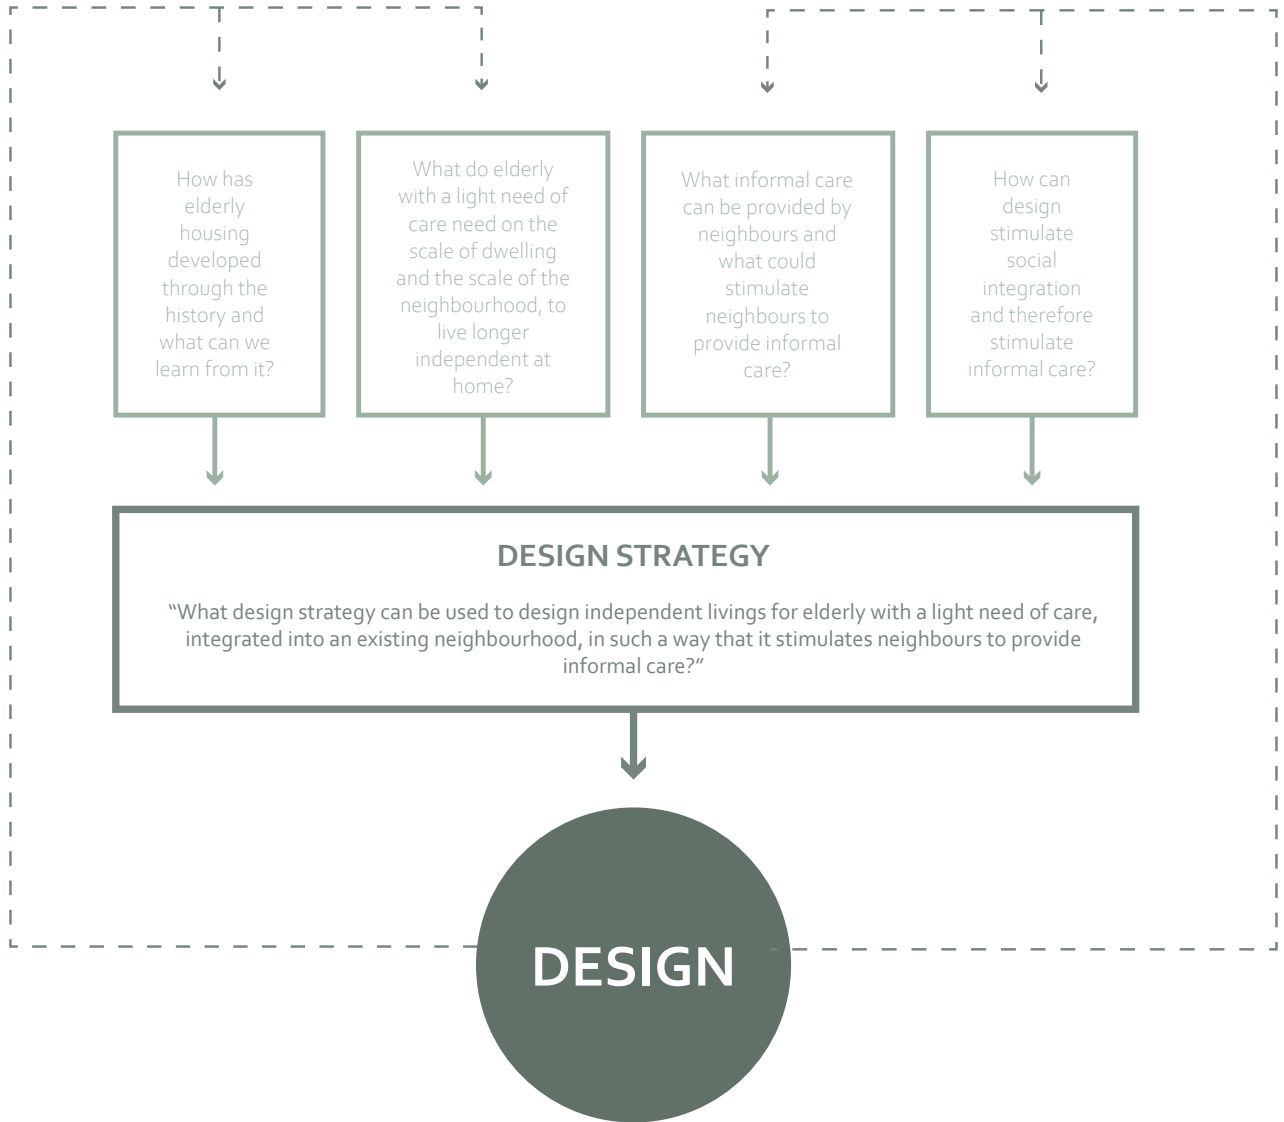 How has
elderly
housing
developed
through the
history and
what can we
learn from it?
What do elderly
with a light need of
care need on the
scale of dwelling
and the scale of the
neighbourhood, to
live longer
independent at
home?
What informal care
can be provided by
neighbours and
what could
stimulate
neighbours to
provide informal
care?
How can
design
stimulate
social
integration
and therefore
stimulate
informal care?
DESIGN STRATEGY
“What design strategy can be used to design independent livings for elderly with a light need of care,
integrated into an existing neighbourhood, in such a way that it stimulates neighbours to provide
informal care?”
DESIGN